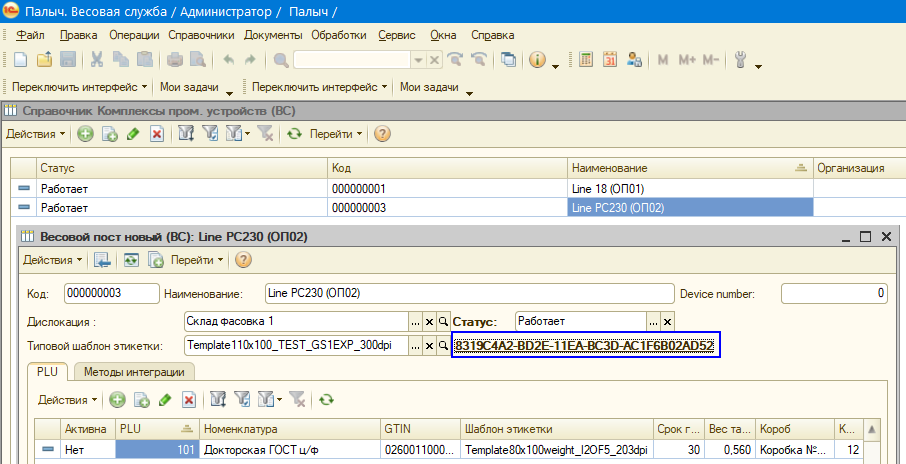 Палыч. Весовая служба / Администратор / Палыч /
Файл Правка Операции Справочники Документы Обработки Сервис Окна Справка
M M+ M-
Переключить интерфейс Мои задачи Переключить интерфейс Мои задачи
Справочник Комплексы пром. устройств (ВС)
Действия Перейти
Статус Код Наименование Организация
Работает 000000001 Line 18 (ОП01)
Работает 000000003 Line PC230 (ОП02)
Весовой пост новый (ВС): Line PC230 (ОП02)
Действия Перейти
Код: 000000003 Наименование: Line PC230 (ОП02) Device number: 0
Дислокация : Склад фасовка 1 ... Статус: Работает ...
Типовой шаблон этикетки: Template110x100_TEST_GS1EXP_300dpi ... 8319C4A2-BD2E-11EA-BC3D-AC1F6B02AD52
PLU Методы интеграции
Действия
Активна PLU Номенклатура GTIN Шаблон этикетки Срок г... Вес та... Короб К...
Нет 101 Докторская ГОСТ ц/ф 0260011000... Template80x100weight_I2OF5_203dpi 30 0,560 Коробка №... 12